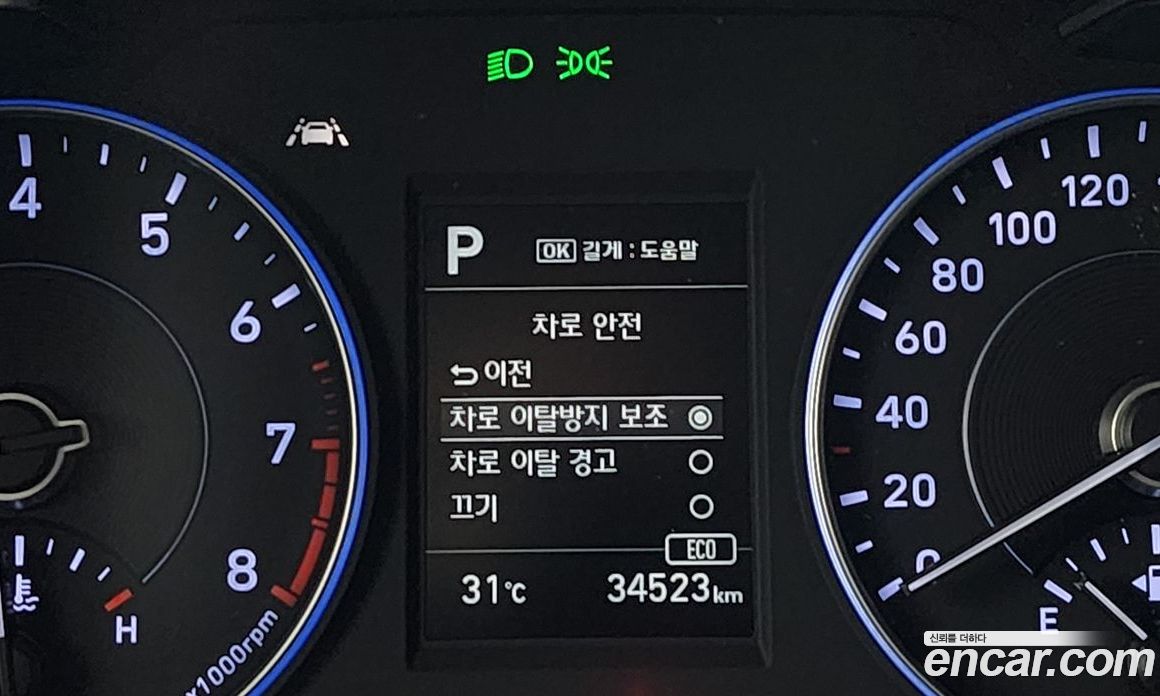 P
OK 길게 : 도움말
차로 안전
이전
차로 이탈방지 보조
차로 이탈 경고
끄기
ECO
31℃
34523km
4
5
6
7
8
x1000rpm
H
120
100
80
60
40
20
0
E
신뢰를 더하다
encar.com